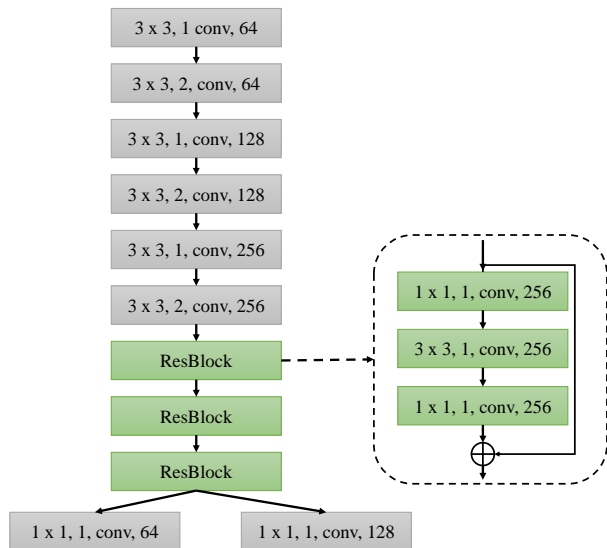 3 x 3, 1 conv, 64
3 x 3, 2, conv, 64
3 x 3, 1, conv, 128
3 x 3, 2, conv, 128
3 x 3, 1, conv, 256
3 x 3, 2, conv, 256
ResBlock
ResBlock
ResBlock
1 x 1, 1, conv, 64
1 x 1, 1, conv, 128
1 x 1, 1, conv, 256
3 x 3, 1, conv, 256
1 x 1, 1, conv, 256